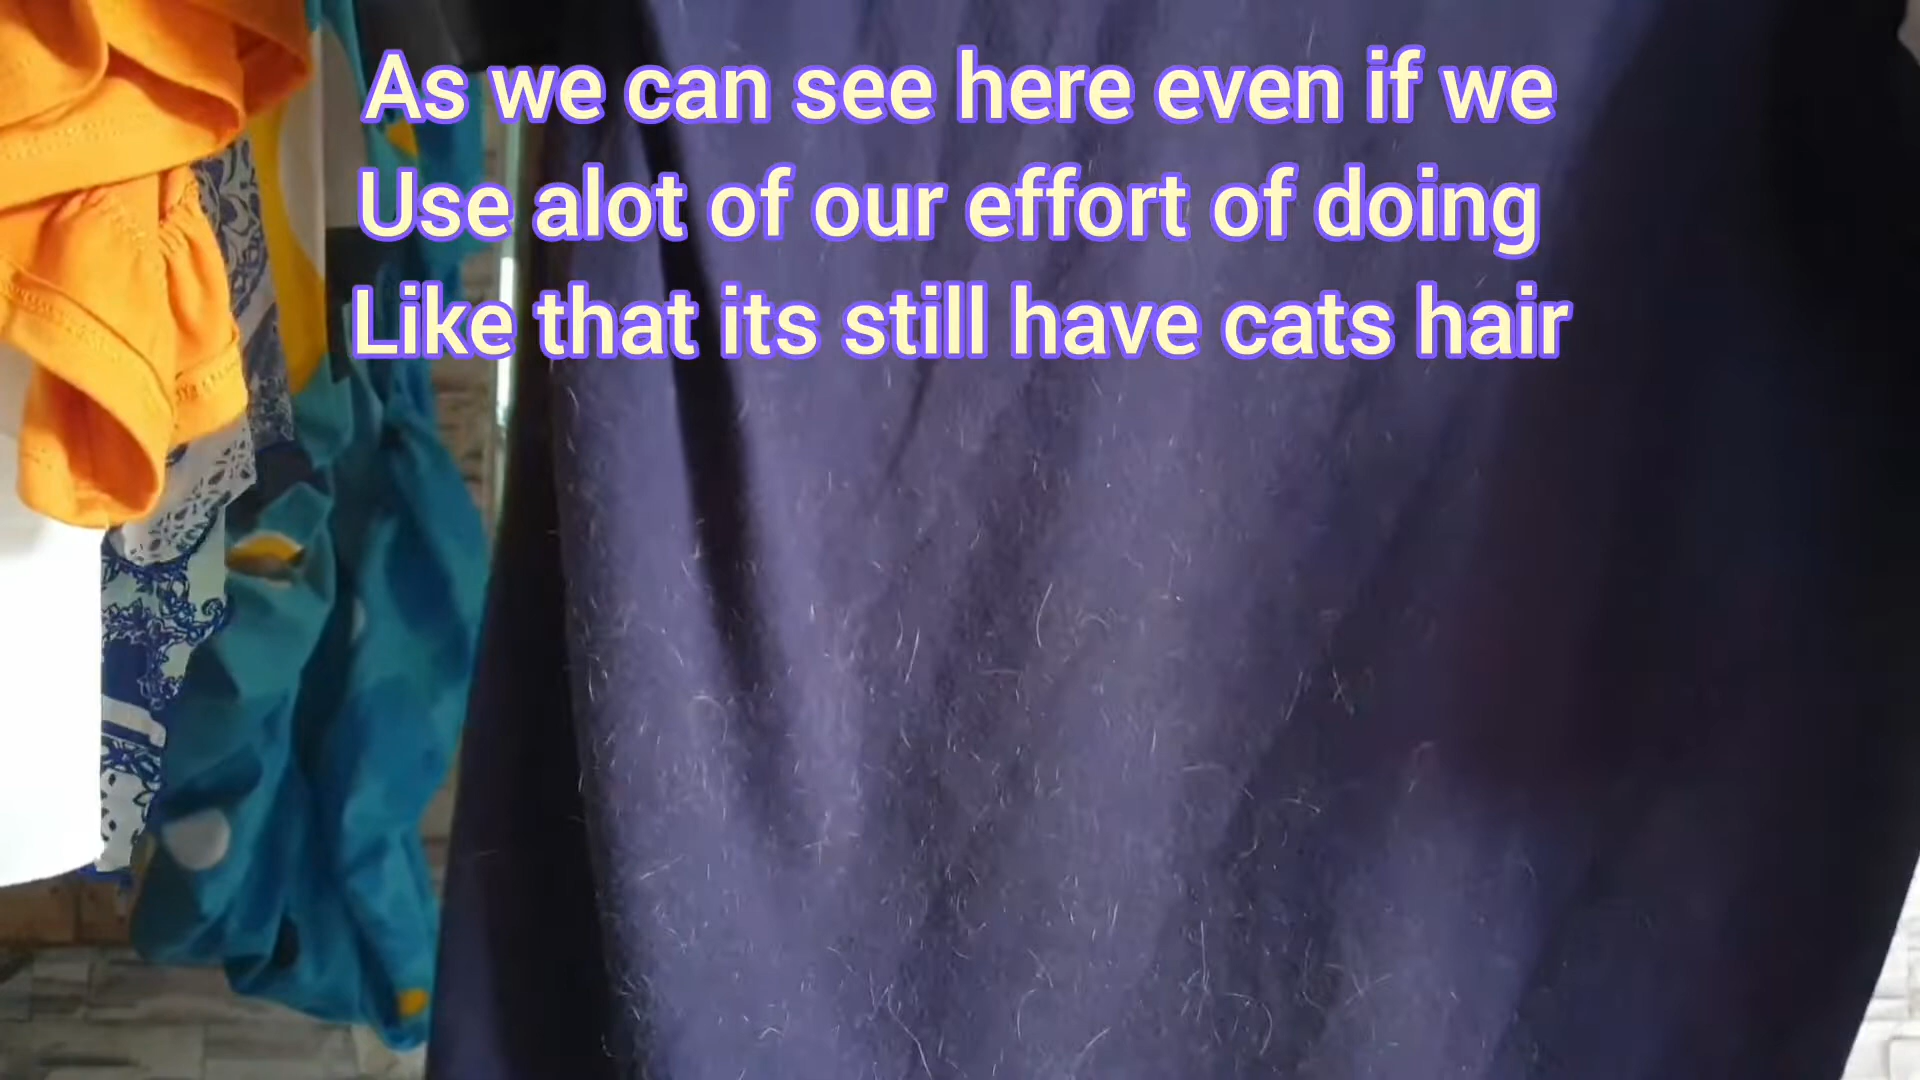 As we can see here even if we
Use alot of our effort of doing
Like that its still have cats hair